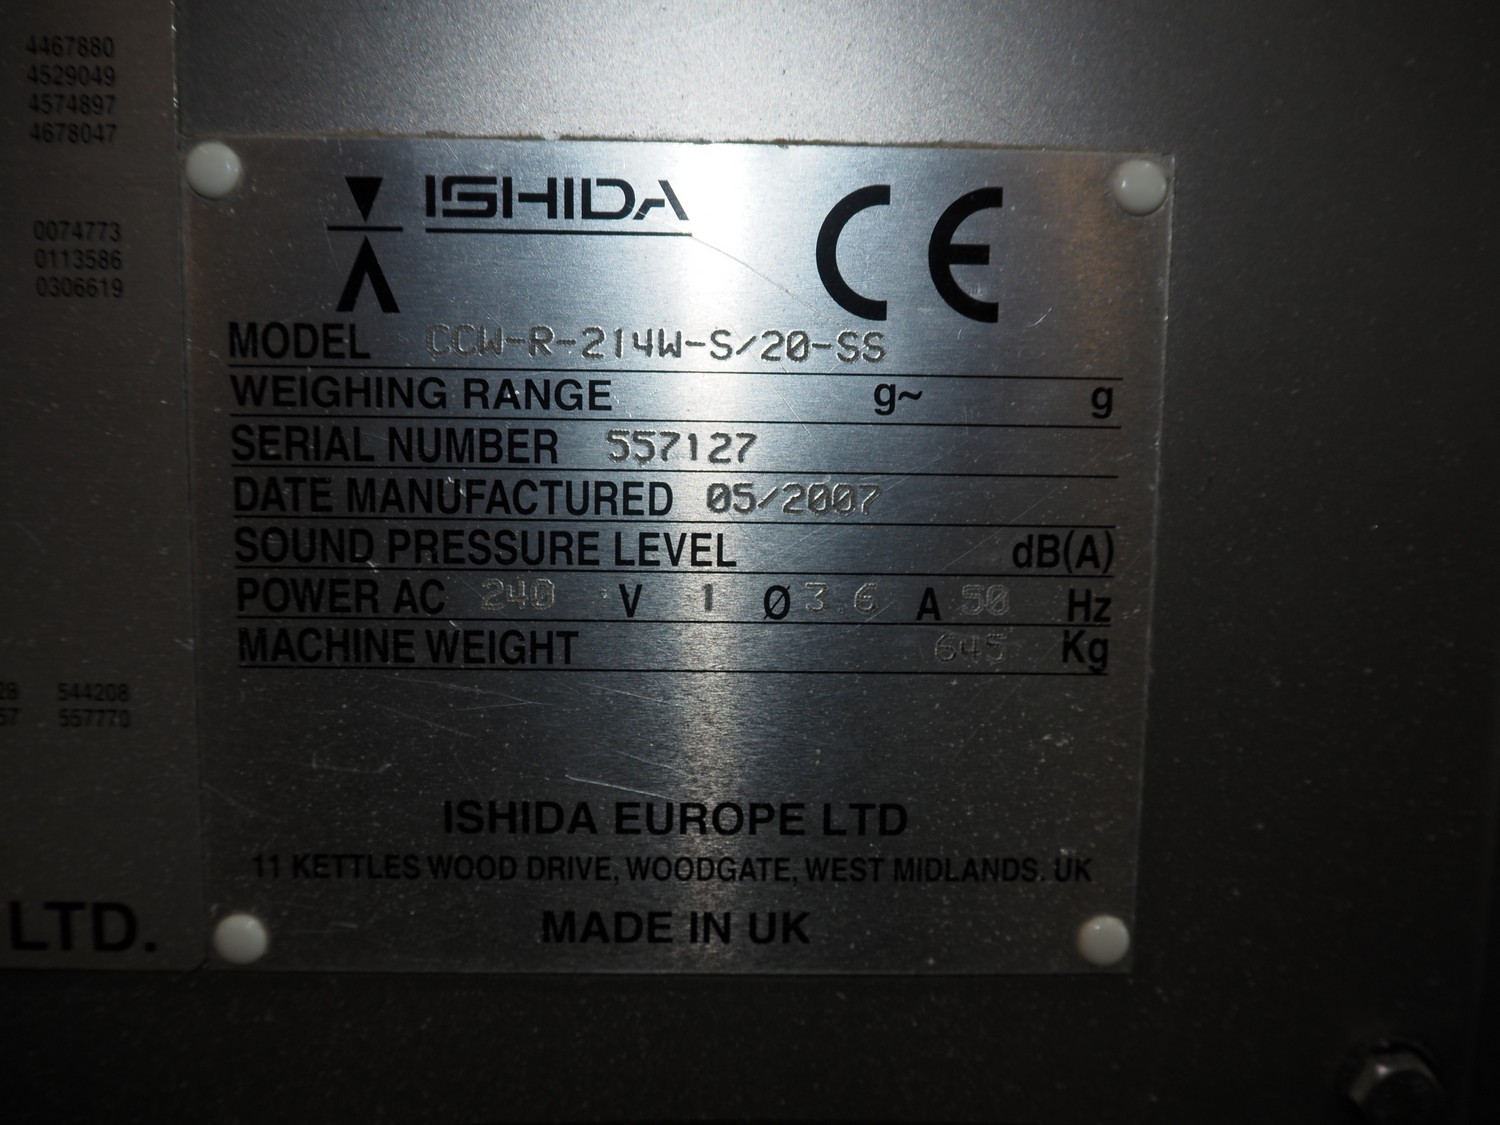 4467880
4529049
4574897
4678047
0074773
0113586
0306619
28 544208
57 557770
LTD.
ISHIDA CE
MODEL CCW-R-214W-S/20-SS
WEIGHING RANGE g~ g
SERIAL NUMBER 557127
DATE MANUFACTURED 05/2007
SOUND PRESSURE LEVEL dB(A)
POWER AC 240 V 1 Ø 3.6 A 50 Hz
MACHINE WEIGHT 645 Kg
ISHIDA EUROPE LTD
11 KETTLES WOOD DRIVE, WOODGATE, WEST MIDLANDS. UK
MADE IN UK